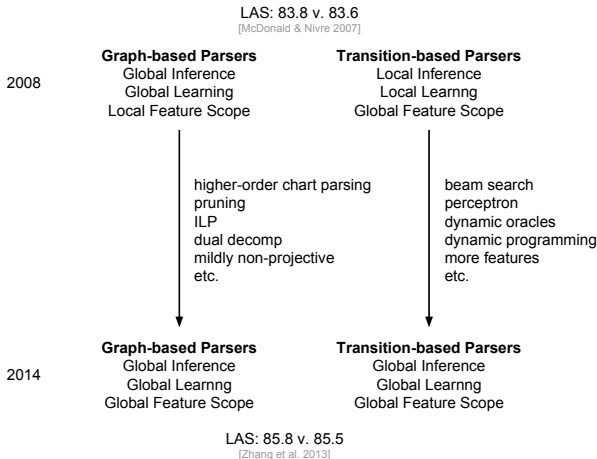 LAS: 83.8 v. 83.6
[McDonald & Nivre 2007]
2008
Graph-based Parsers
Global Inference
Global Learning
Local Feature Scope
Transition-based Parsers
Local Inference
Local Learnng
Global Feature Scope
higher-order chart parsing
pruning
ILP
dual decomp
mildly non-projective
etc.
beam search
perceptron
dynamic oracles
dynamic programming
more features
etc.
2014
Graph-based Parsers
Global Inference
Global Learnng
Global Feature Scope
Transition-based Parsers
Global Inference
Global Learnng
Global Feature Scope
LAS: 85.8 v. 85.5
[Zhang et al. 2013]